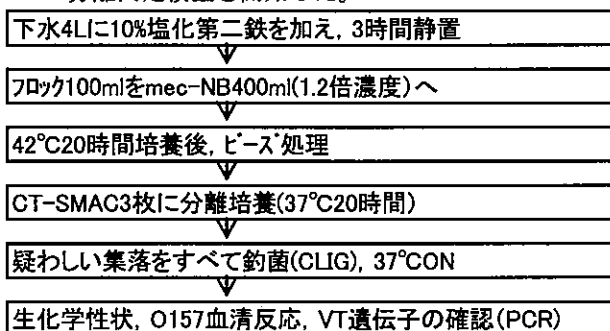 下水4Lに10%塩化第二鉄を加え，3時間静置
フロック100mlをmec-NB400ml(1.2倍濃度)へ
42℃20時間培養後，ビーズ処理
CT-SMAC3枚に分離培養(37℃20時間)
疑わしい集落をすべて釣菌(CLIG)，37℃ON
生化学性状，O157血清反応，VT遺伝子の確認(PCR)